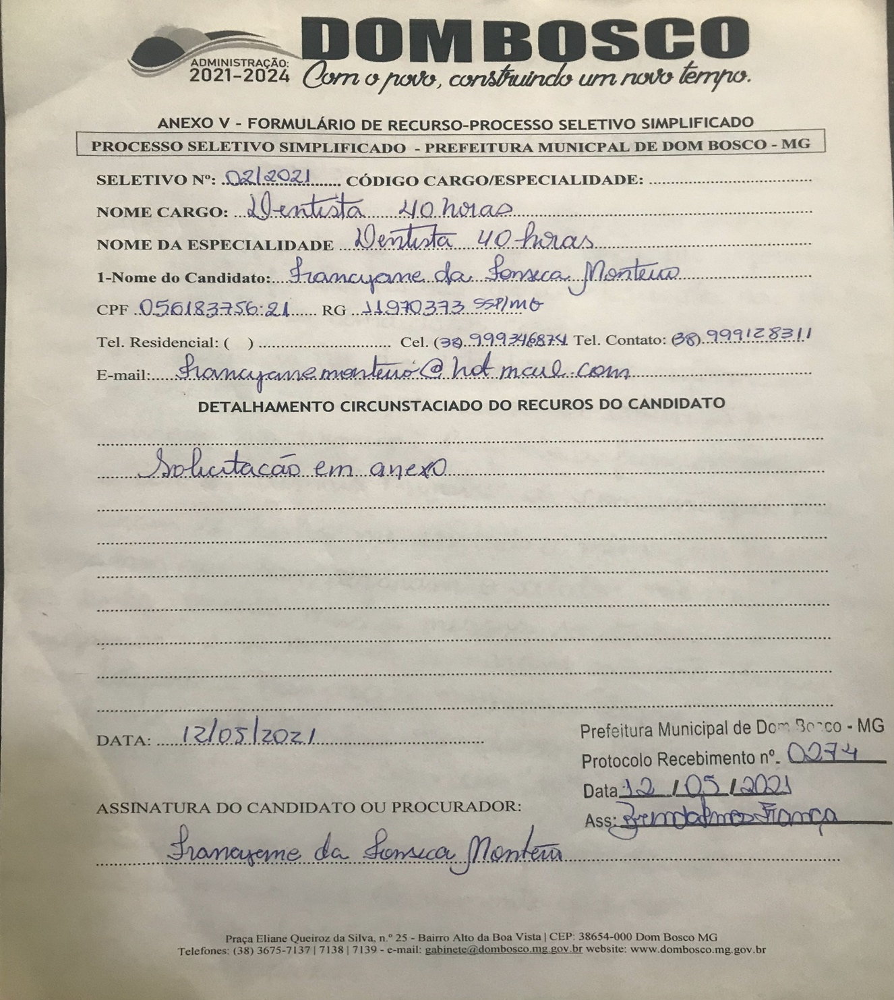 DOM BOSCO
ADMINISTRAÇÃO:
2021-2024
Com o povo, construindo um novo tempo.
ANEXO V - FORMULÁRIO DE RECURSO-PROCESSO SELETIVO SIMPLIFICADO
PROCESSO SELETIVO SIMPLIFICADO - PREFEITURA MUNICPAL DE DOM BOSCO - MG
SELETIVO Nº: 02/2021 CÓDIGO CARGO/ESPECIALIDADE:
NOME CARGO: Dentista 40 horas
NOME DA ESPECIALIDADE Dentista 40 horas
1-Nome do Candidato: Francyane da Fonseca Monteiro
CPF 056183756:21 RG 11970373 SSP/MG
Tel. Residencial: ( ) Cel. (38) 999346874 Tel. Contato: (38) 999128311
E-mail: francyanemonteiro@hotmail.com
DETALHAMENTO CIRCUNSTACIADO DO RECUROS DO CANDIDATO
Solicitação em anexo
DATA: 12/05/2021
Prefeitura Municipal de Dom Bosco - MG
Protocolo Recebimento nº. 0274
Data 12/05/2021
ASSINATURA DO CANDIDATO OU PROCURADOR:
Ass: França
Francyane da Fonseca Monteiro
Praça Eliane Queiroz da Silva, n.º 25 - Bairro Alto da Boa Vista | CEP: 38654-000 Dom Bosco MG
Telefones: (38) 3675-7137 | 7138 | 7139 - e-mail: gabinete@dombosco.mg.gov.br website: www.dombosco.mg.gov.br